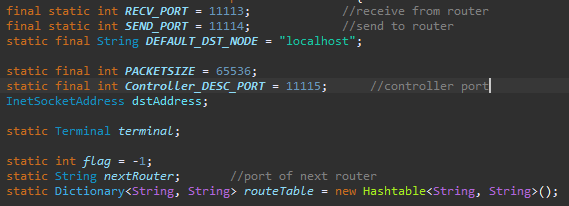 final static int RECV_PORT = 11113; //receive from router
final static int SEND_PORT = 11114; //send to router
static final String DEFAULT_DST_NODE = "localhost";
static final int PACKETSIZE = 65536;
static final int Controller_DESC_PORT = 11115; //controller port
InetSocketAddress dstAddress;
static Terminal terminal;
static int flag = -1;
static String nextRouter; //port of next router
static Dictionary<String, String> routeTable = new Hashtable<String, String>();